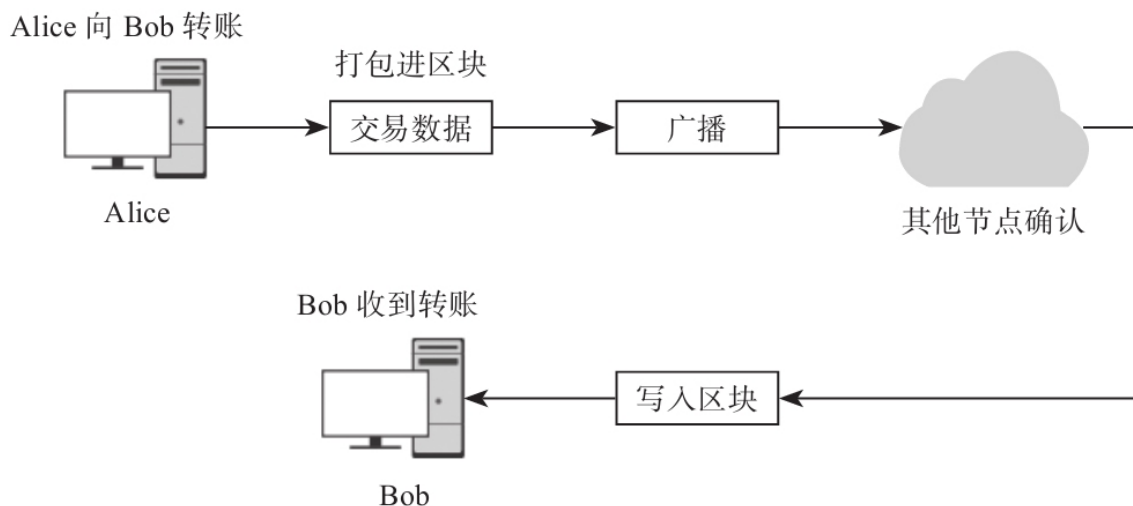 Alice 向 Bob 转账
打包进区块
交易数据
广播
Alice
其他节点确认
Bob 收到转账
写入区块
Bob